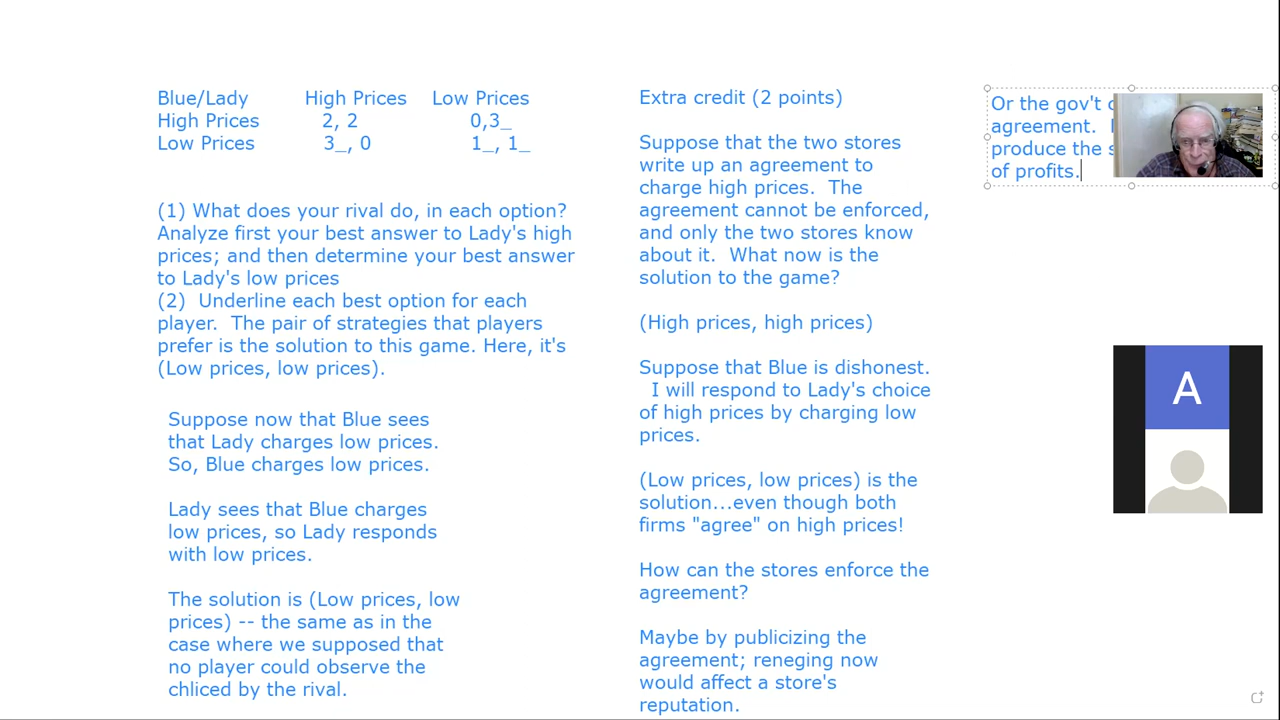 Blue/Lady High Prices Low Prices
High Prices 2, 2 0,3_
Low Prices 3_, 0 1_, 1_
(1) What does your rival do, in each option?
Analyze first your best answer to Lady's high
prices; and then determine your best answer
to Lady's low prices
(2) Underline each best option for each
player. The pair of strategies that players
prefer is the solution to this game. Here, it's
(Low prices, low prices).
Suppose now that Blue sees
that Lady charges low prices.
So, Blue charges low prices.
Lady sees that Blue charges
low prices, so Lady responds
with low prices.
The solution is (Low prices, low
prices) -- the same as in the
case where we supposed that
no player could observe the
chliced by the rival.
Extra credit (2 points)
Suppose that the two stores
write up an agreement to
charge high prices. The
agreement cannot be enforced,
and only the two stores know
about it. What now is the
solution to the game?
(High prices, high prices)
Suppose that Blue is dishonest.
I will respond to Lady's choice
of high prices by charging low
prices.
(Low prices, low prices) is the
solution...even though both
firms "agree" on high prices!
How can the stores enforce the
agreement?
Maybe by publicizing the
agreement; reneging now
would affect a store's
reputation.
Or the gov't
agreement.
produce the
of profits.
A